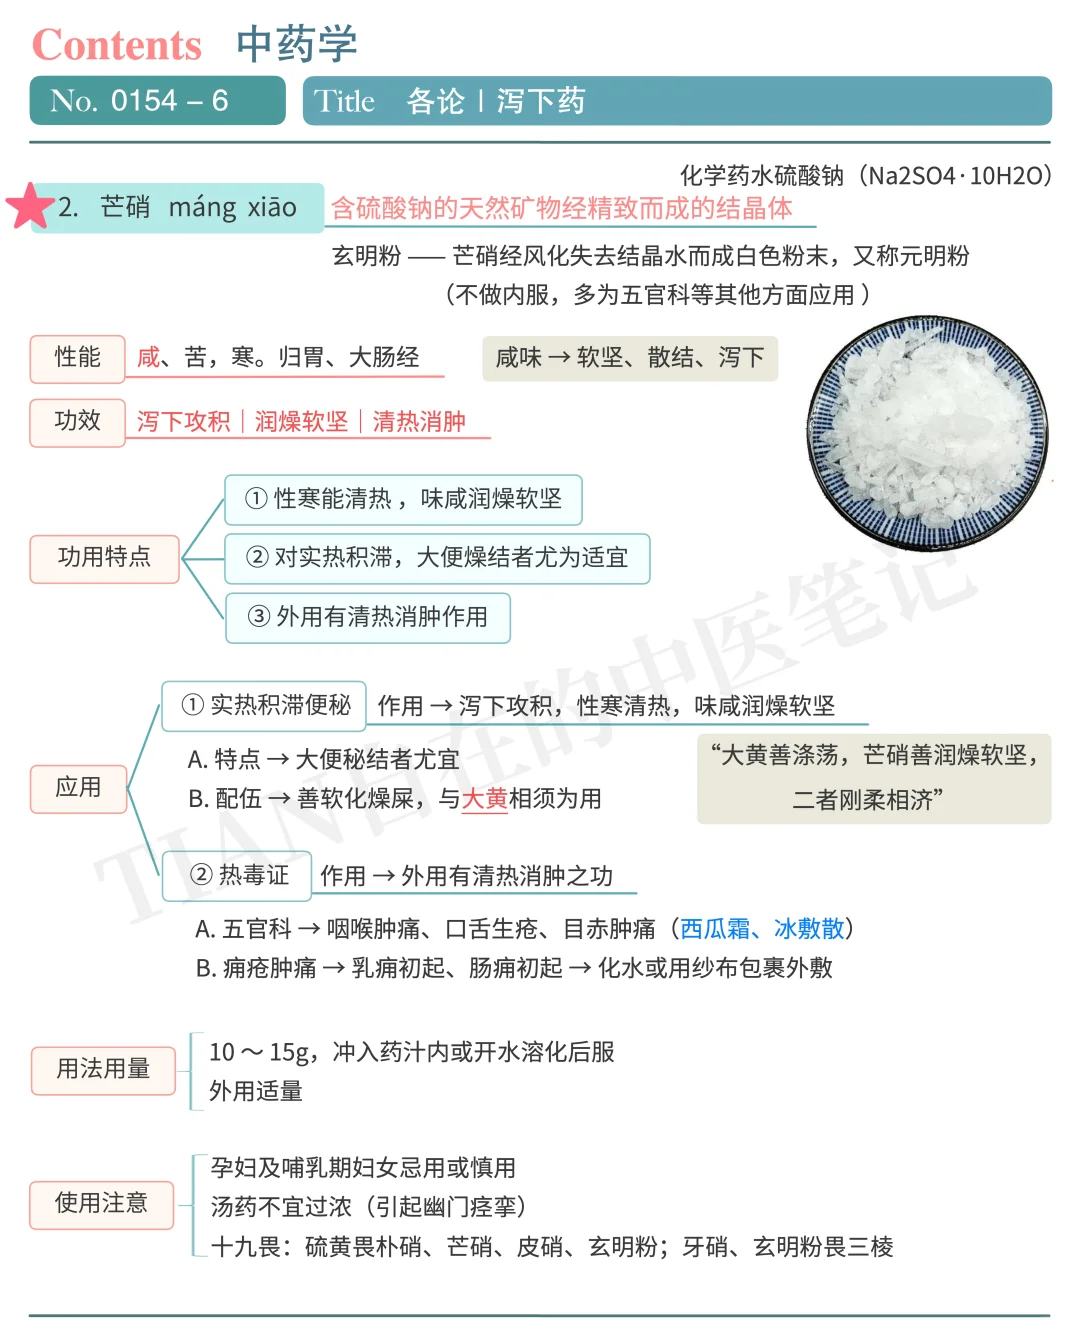 Contents 中药学
No. 0154 – 6
Title 各论 | 泻下药
化学药水硫酸钠（Na2SO4·10H2O）
2. 芒硝 máng xiāo 含硫酸钠的天然矿物经精致而成的结晶体
玄明粉 —— 芒硝经风化失去结晶水而成白色粉末，又称元明粉
（不做内服，多为五官科等其他方面应用）
性能 咸、苦，寒。归胃、大肠经 咸味 → 软坚、散结、泻下
功效 泻下攻积｜润燥软坚｜清热消肿
功用特点
① 性寒能清热 ，味咸润燥软坚
② 对实热积滞，大便燥结者尤为适宜
③ 外用有清热消肿作用
应用
① 实热积滞便秘 作用 → 泻下攻积，性寒清热，味咸润燥软坚
A. 特点 → 大便秘结者尤宜
B. 配伍 → 善软化燥屎，与大黄相须为用
“大黄善涤荡，芒硝善润燥软坚，
二者刚柔相济”
② 热毒证 作用 → 外用有清热消肿之功
A. 五官科 → 咽喉肿痛、口舌生疮、目赤肿痛（西瓜霜、冰敷散）
B. 痈疮肿痛 → 乳痈初起、肠痈初起 → 化水或用纱布包裹外敷
用法用量
10 ～ 15g，冲入药汁内或开水溶化后服
外用适量
使用注意
孕妇及哺乳期妇女忌用或慎用
汤药不宜过浓（引起幽门痉挛）
十九畏：硫黄畏朴硝、芒硝、皮硝、玄明粉；牙硝、玄明粉畏三棱
TIAN自在的中医笔记